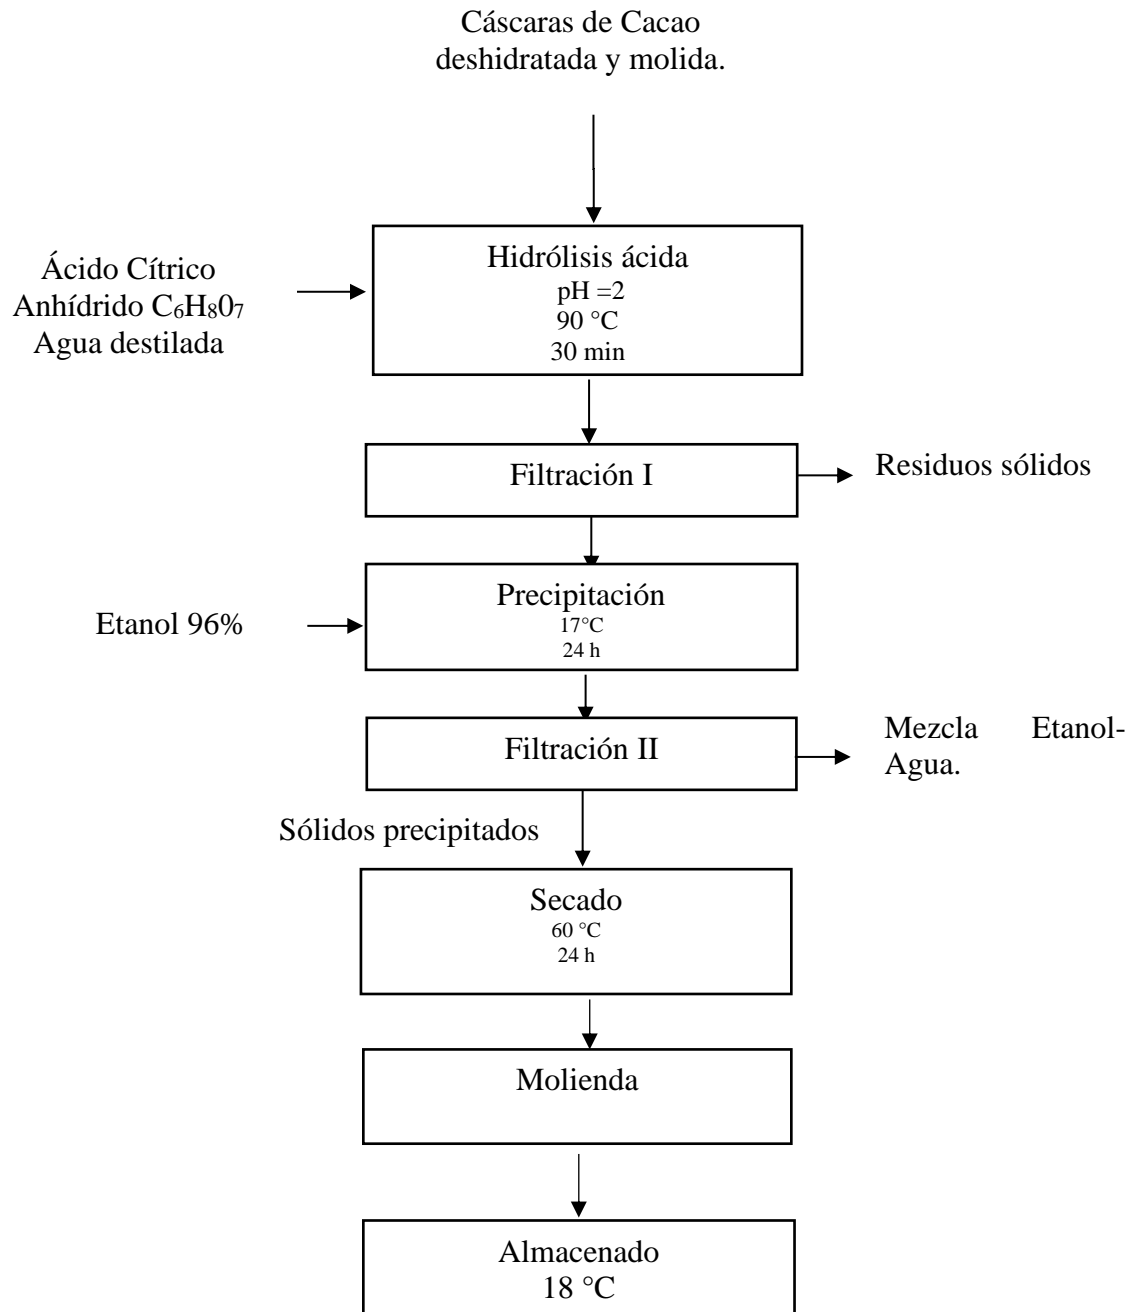 Cáscaras de Cacao
deshidratada y molida.
Hidrólisis ácida
pH =2
90 °C
30 min
Ácido Cítrico
Anhídrido C₆H₈0₇
Agua destilada
Filtración I
Residuos sólidos
Precipitación
17°C
24 h
Etanol 96%
Filtración II
Mezcla Etanol-
Agua.
Sólidos precipitados
Secado
60 °C
24 h
Molienda
Almacenado
18 °C